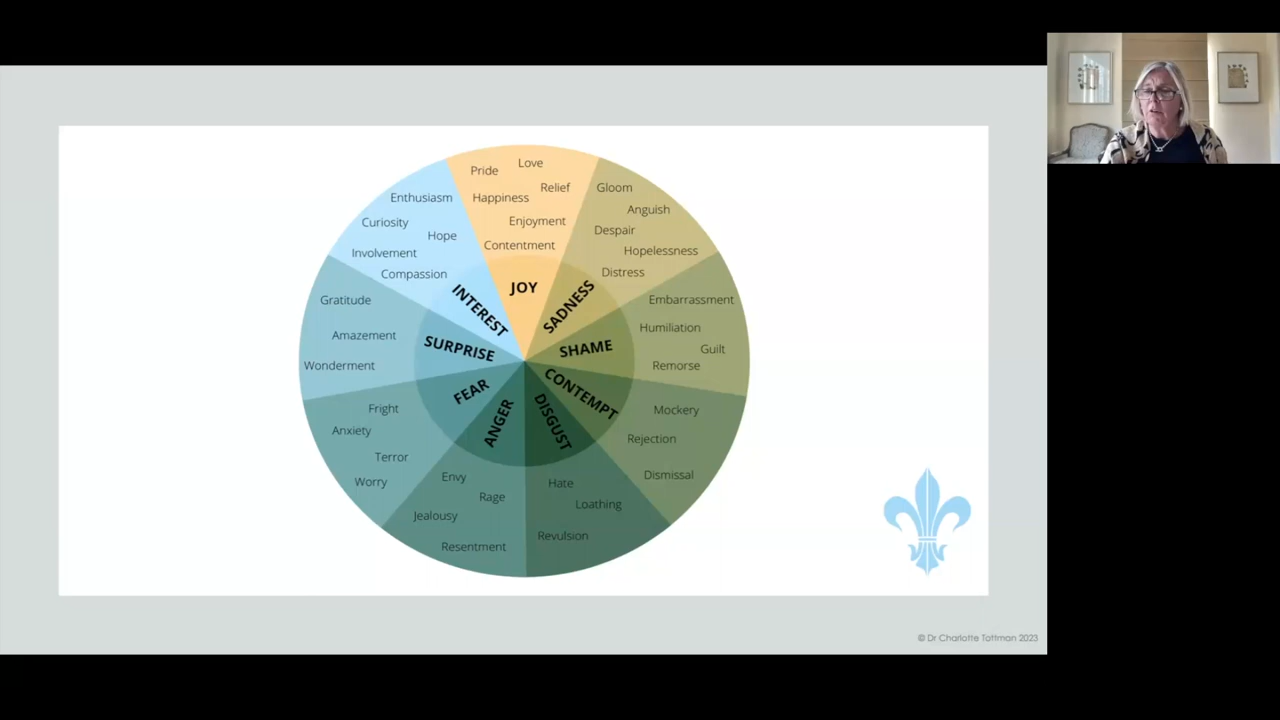 Pride
Love
Happiness
Relief
Enjoyment
Contentment
JOY
Gloom
Anguish
Despair
Hopelessness
Distress
SADNESS
Embarrassment
Humiliation
Guilt
Remorse
SHAME
Mockery
Rejection
Dismissal
CONTEMPT
Hate
Loathing
Revulsion
DISGUST
Envy
Rage
Jealousy
Resentment
ANGER
Fright
Anxiety
Terror
Worry
FEAR
Gratitude
Amazement
Wonderment
SURPRISE
Enthusiasm
Curiosity
Hope
Involvement
Compassion
INTEREST
© Dr Charlotte Tottman 2023